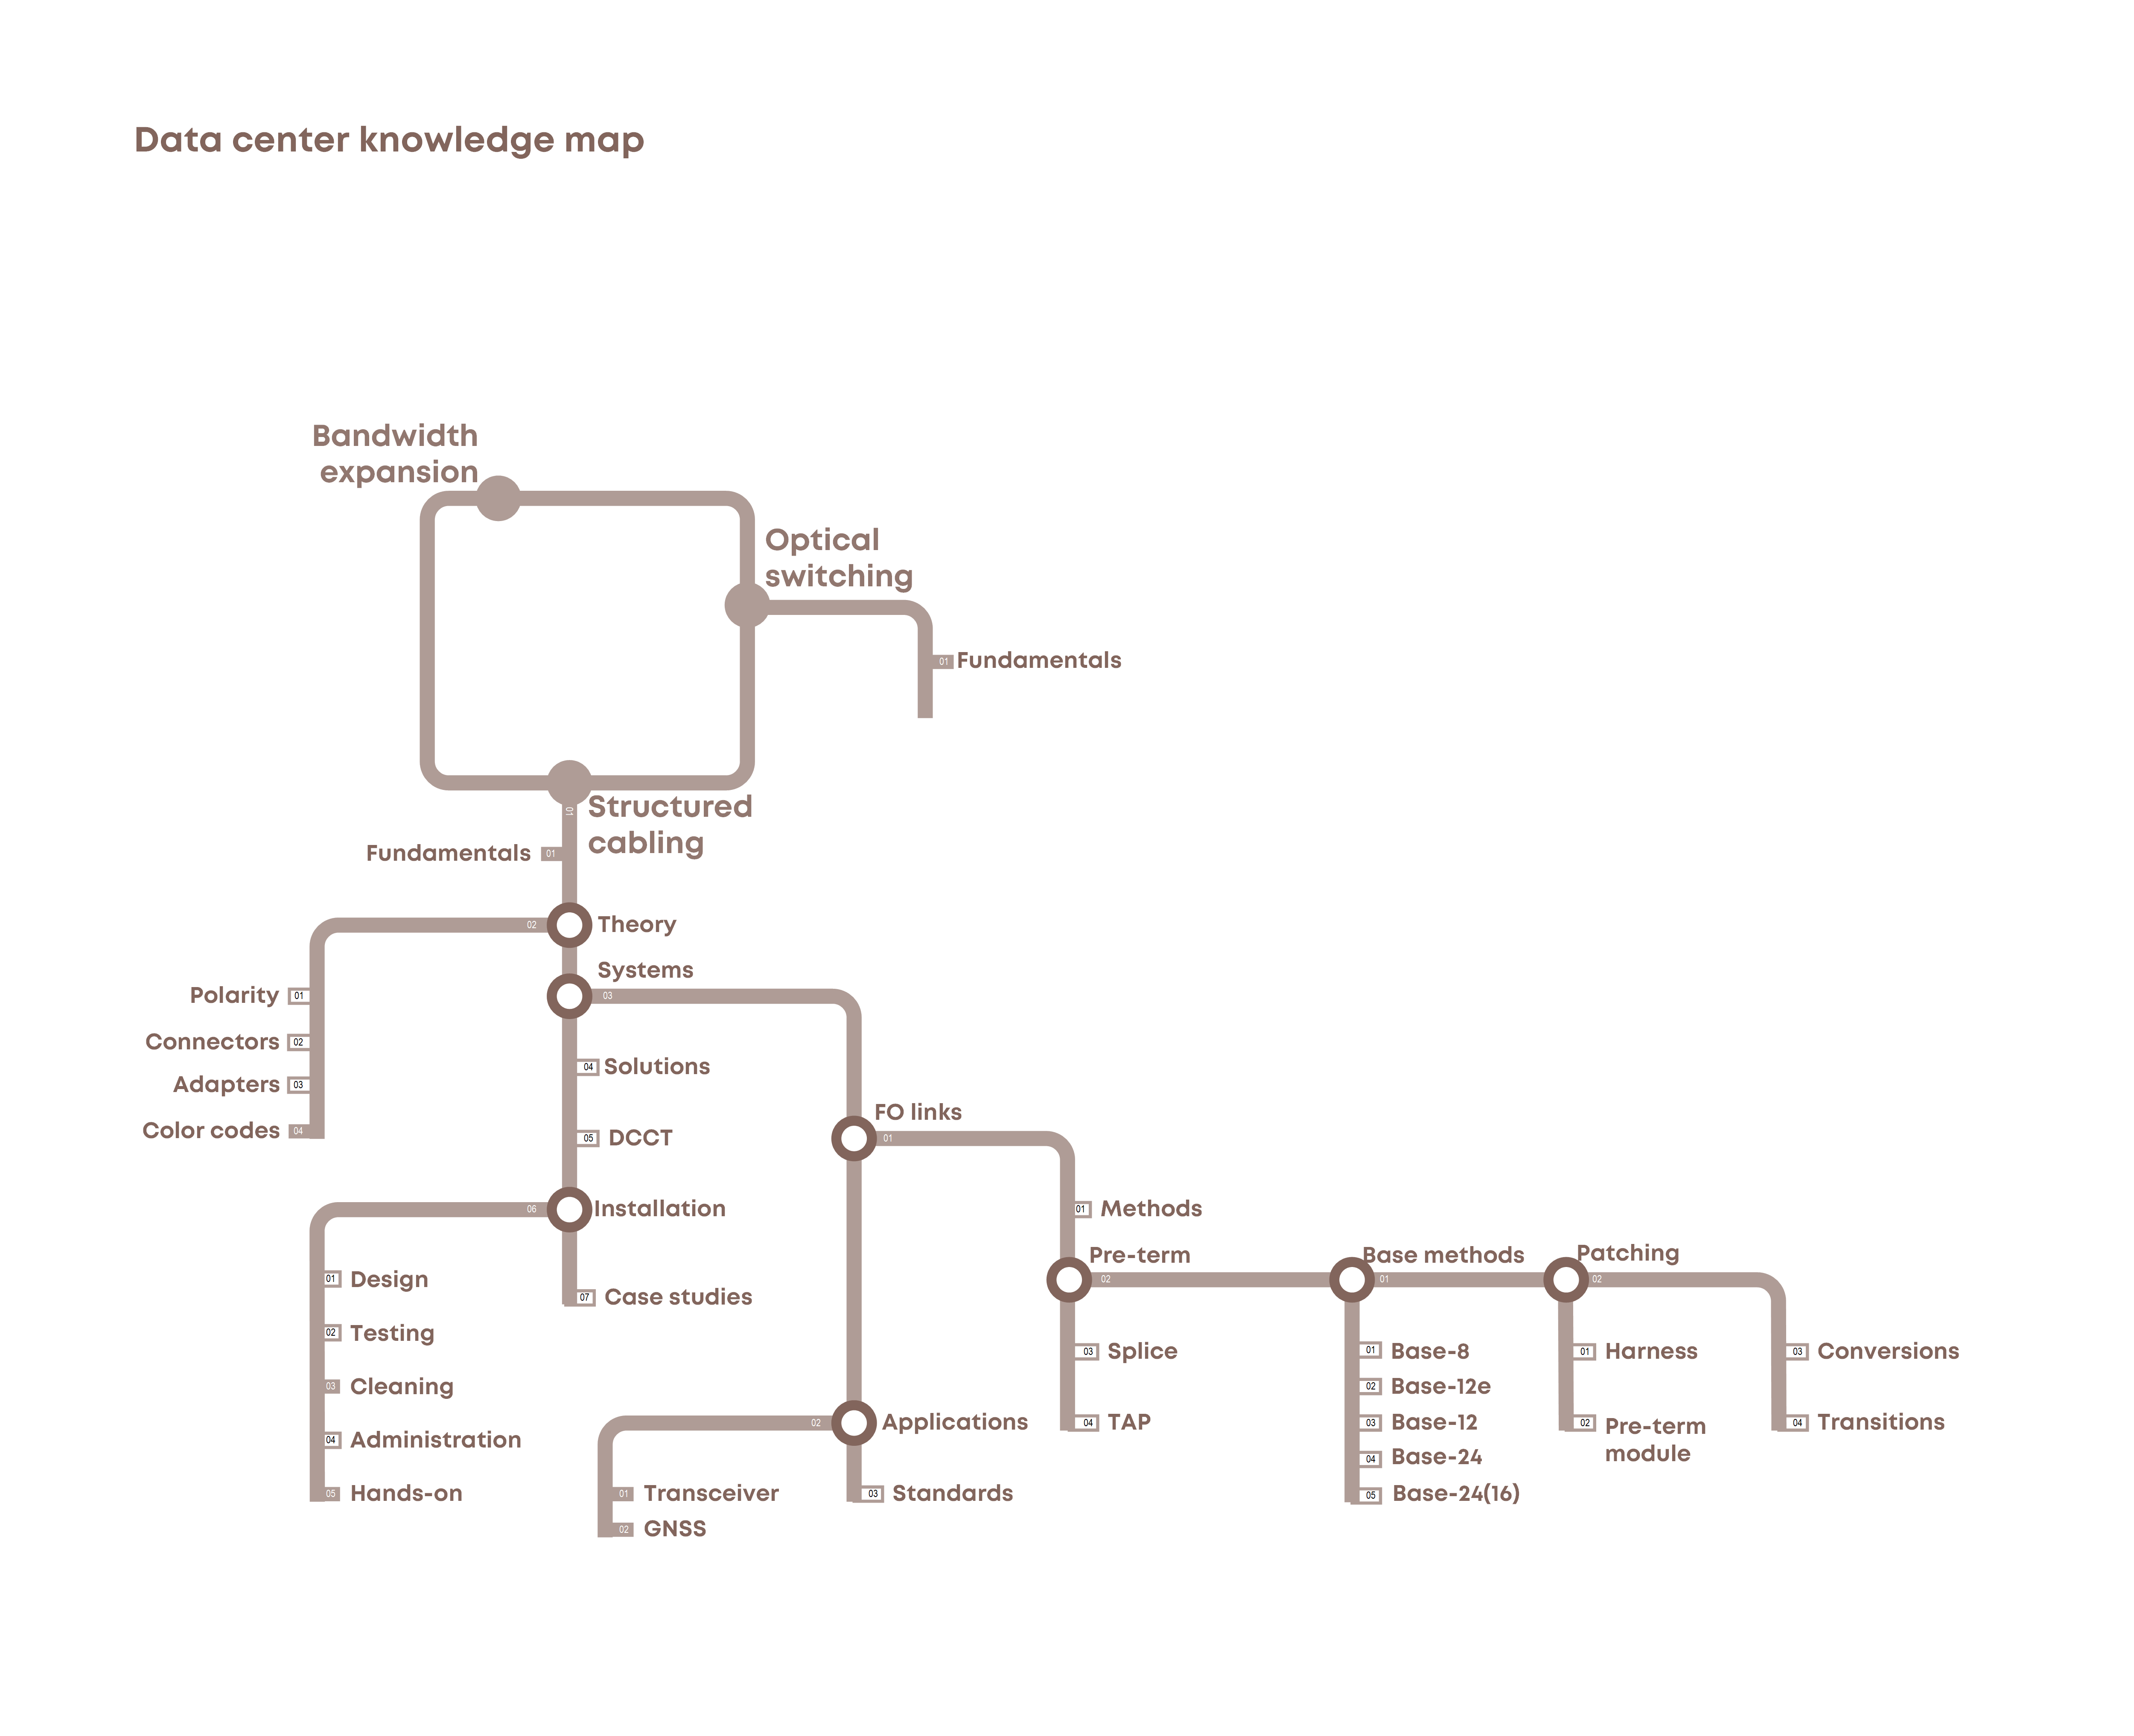 Data center knowledge map
Bandwidth
expansion
Optical
switching
01 Fundamentals
01
Structured
cabling
Fundamentals 01
02 Theory
Systems
03
Polarity 01
Connectors 02
Adapters 03
Color codes 04
04 Solutions
05 DCCT
06 Installation
01 Design
02 Testing
03 Cleaning
04 Administration
05 Hands-on
07 Case studies
FO links
01
02 Applications
01 Transceiver
02 GNSS
03 Standards
01 Methods
Pre-term
02
03 Splice
04 TAP
Base methods
01
01 Base-8
02 Base-12e
03 Base-12
04 Base-24
05 Base-24(16)
Patching
02
01 Harness
02 Pre-term
module
03 Conversions
04 Transitions